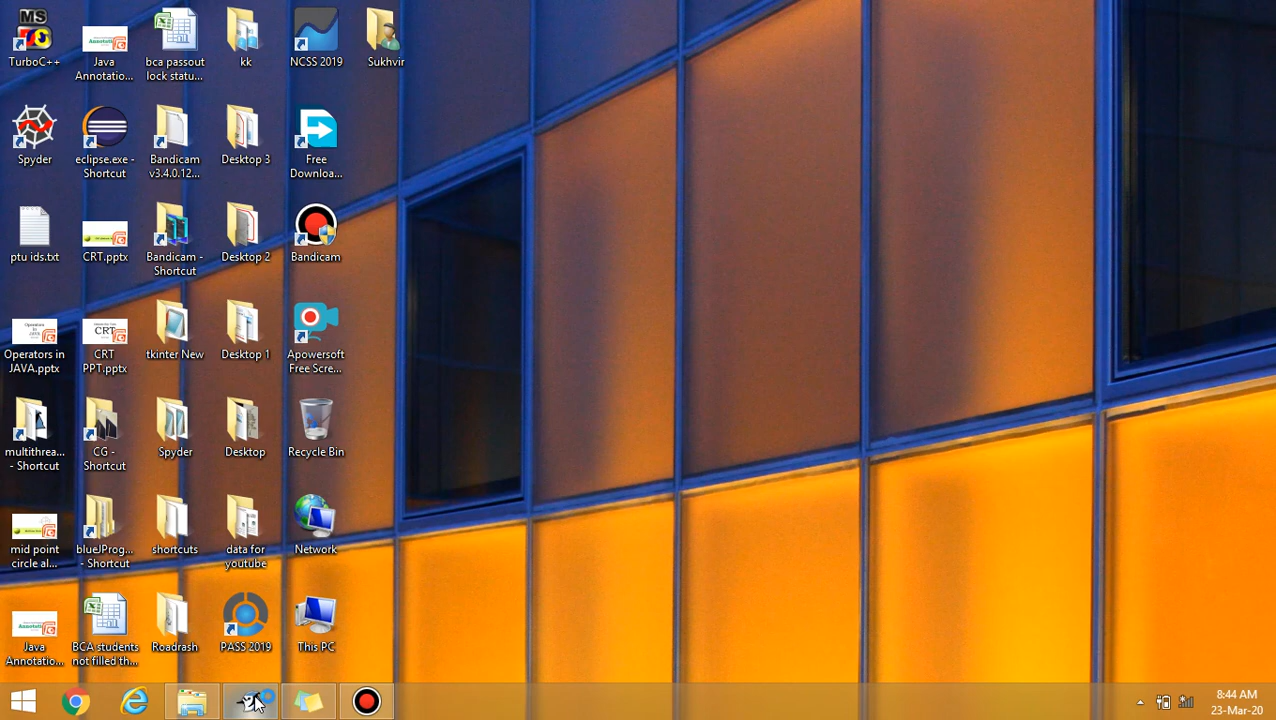 MS
TurboC++
Java
Annotatio...
bca passout
lock statu...
kk
NCSS 2019
Sukhvir
Spyder
eclipse.exe -
Shortcut
Bandicam
v3.4.0.12...
Desktop 3
Free
Downloa...
ptu ids.txt
CRT.pptx
Bandicam -
Shortcut
Desktop 2
Bandicam
Operators in
JAVA.pptx
CRT
CRT
PPT.pptx
tkinter New
Desktop 1
Apowersoft
Free Scre...
multithrea...
- Shortcut
CG -
Shortcut
Spyder
Desktop
Recycle Bin
mid point
circle al...
blueJProg...
- Shortcut
shortcuts
data for
youtube
Network
Java
Annotatio...
BCA students
not filled th...
Roadrash
PASS 2019
This PC
8:44 AM
23-Mar-20